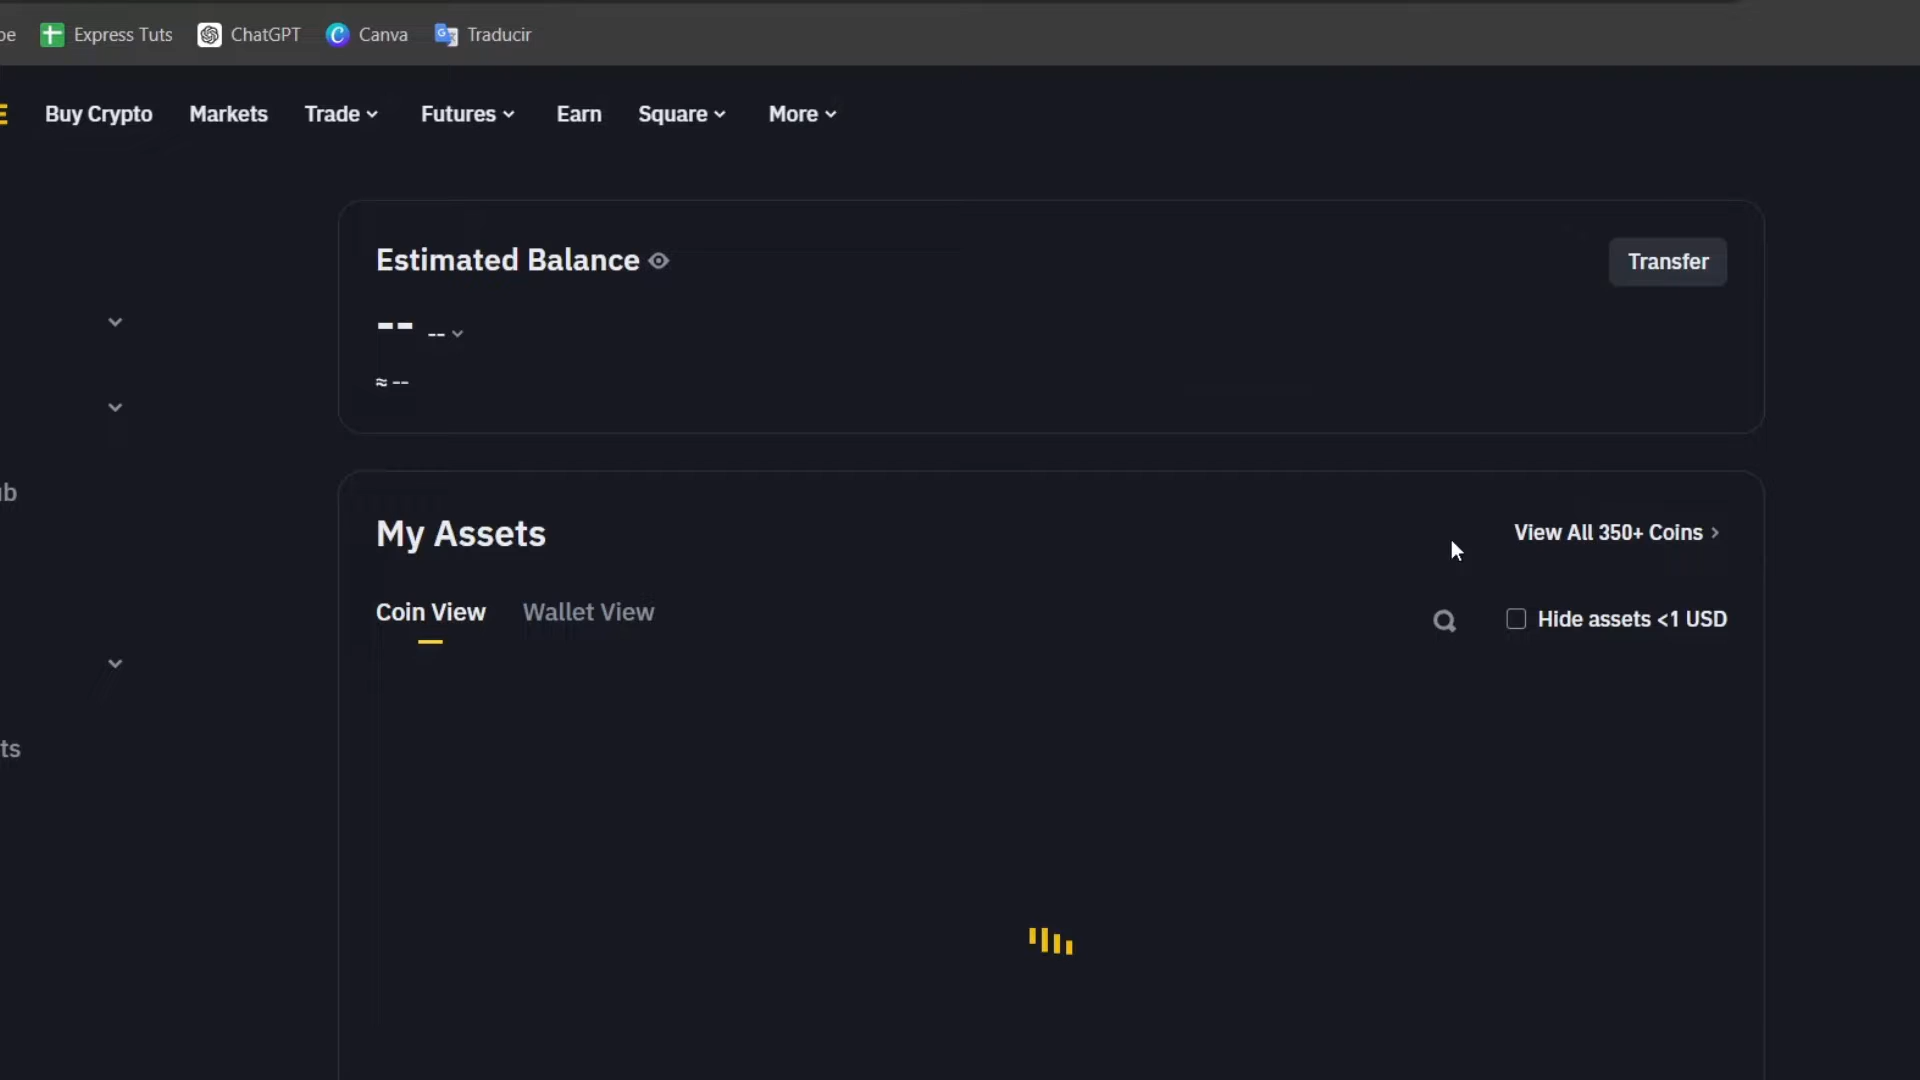 Express Tuts ChatGPT Canva Traducir
Buy Crypto Markets Trade Futures Earn Square More
Estimated Balance Transfer
-- --
≈ --
My Assets View All 350+ Coins
Coin View Wallet View Hide assets <1 USD